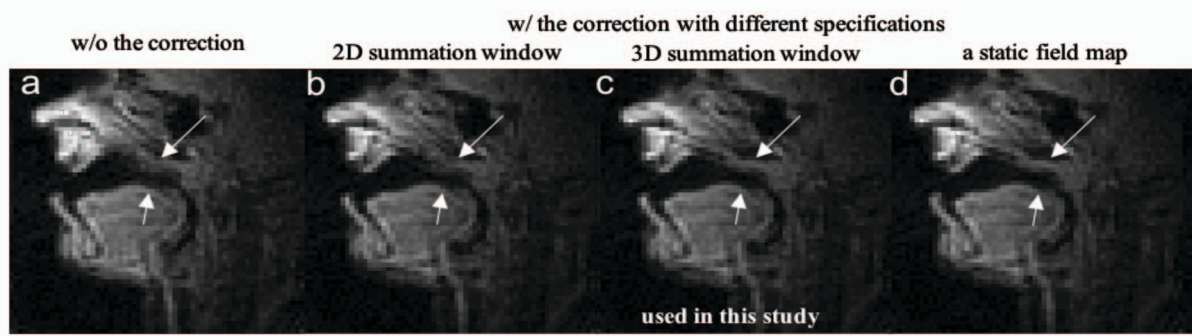 w/ the correction with different specifications
w/o the correction
2D summation window
3D summation window
a static field map
a
b
c
d
used in this study